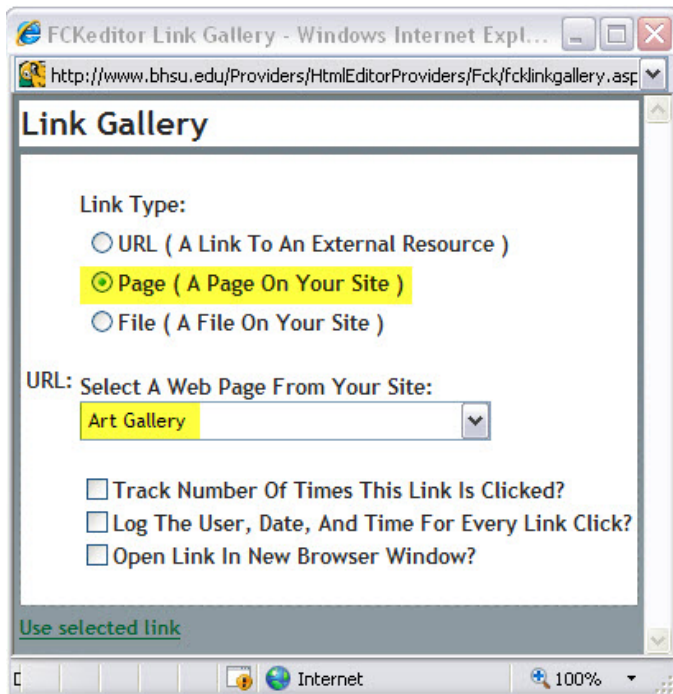 FCKeditor Link Gallery - Windows Internet Expl...
http://www.bhsu.edu/Providers/HtmlEditorProviders/Fck/fcklinkgallery.asp
Link Gallery
Link Type:
URL ( A Link To An External Resource )
Page ( A Page On Your Site )
File ( A File On Your Site )
URL: Select A Web Page From Your Site:
Art Gallery
Track Number Of Times This Link Is Clicked?
Log The User, Date, And Time For Every Link Click?
Open Link In New Browser Window?
Use selected link
Internet 100%